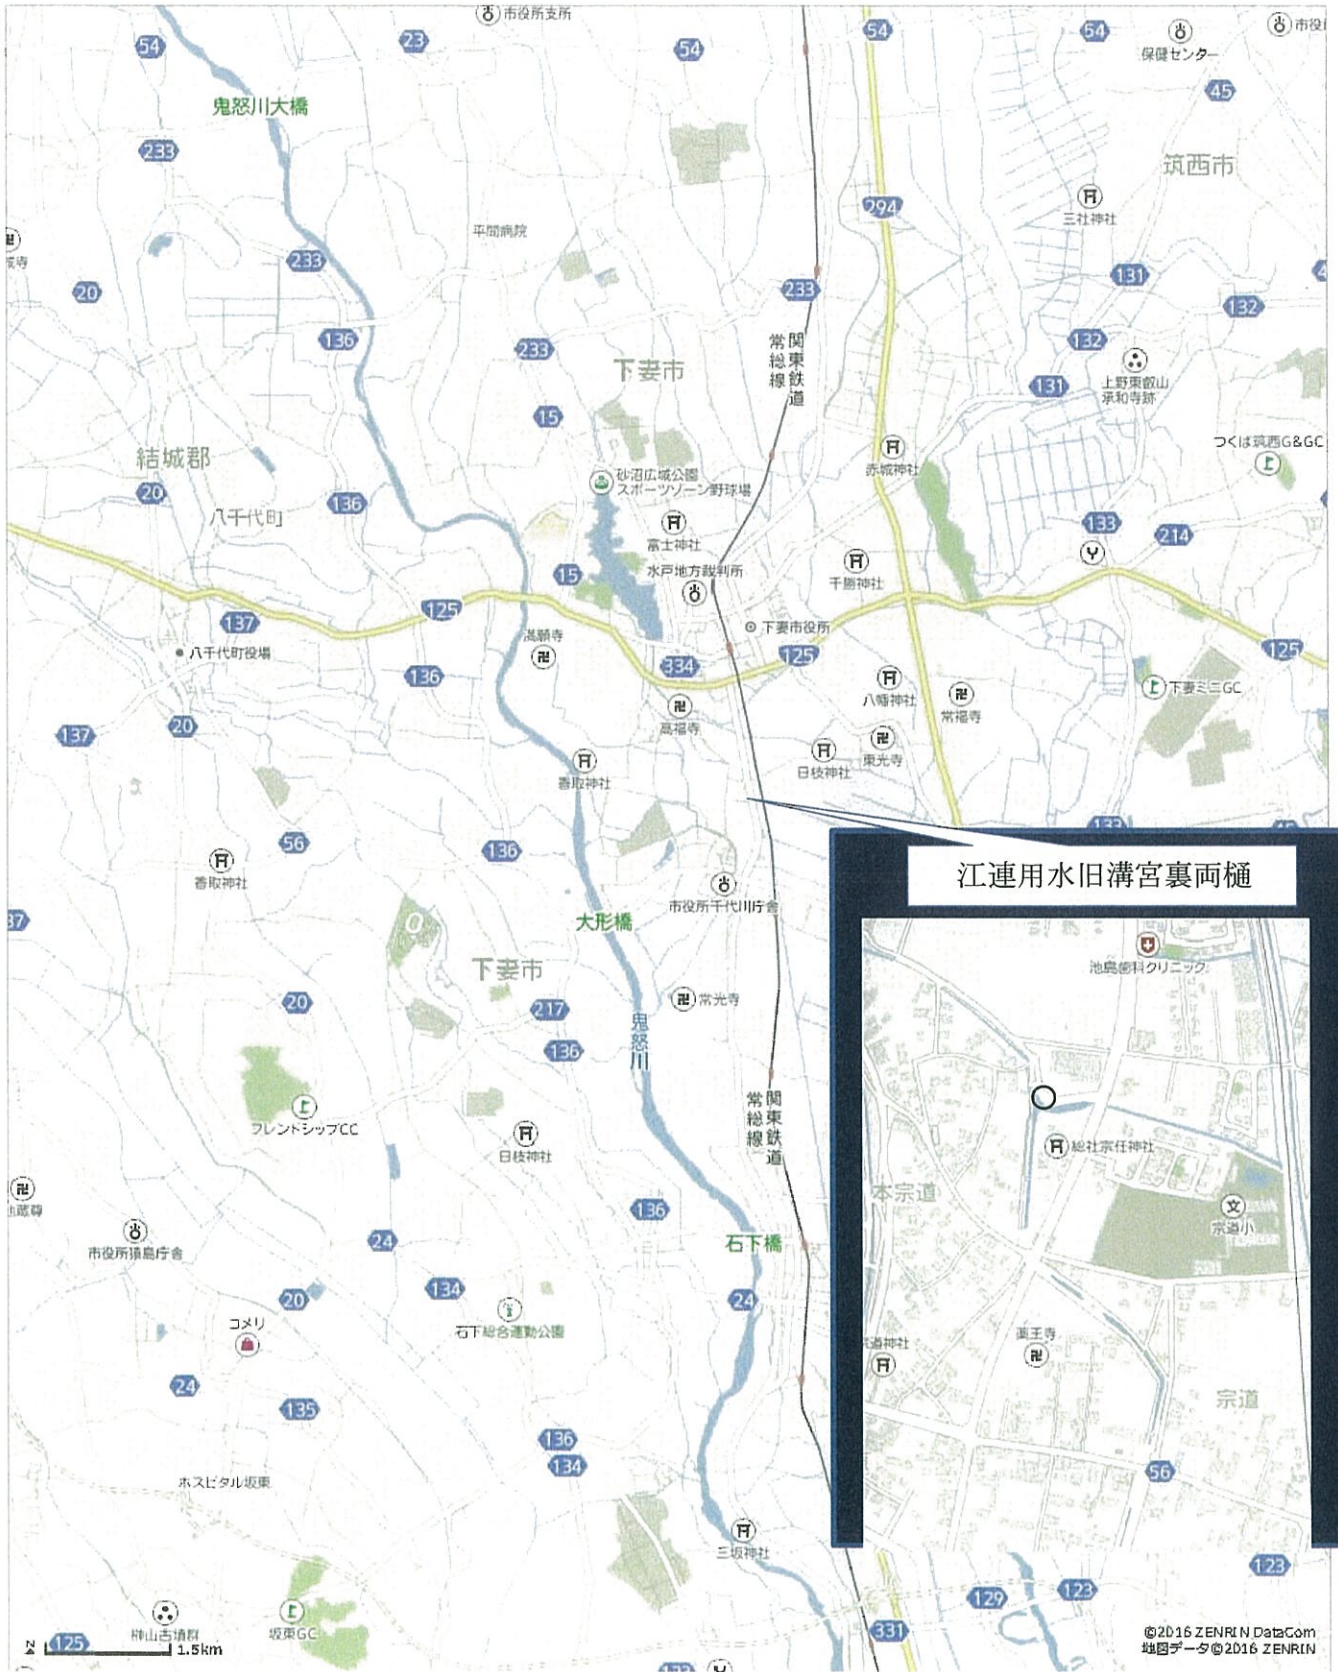 市役所支所
54
23
54
54
54
保健センター
市役
45
鬼怒川大橋
233
筑西市
294
三社神社
平間病院
233
20
233
131
132
136
関東鉄道
常総線
132
233
下妻市
131
上野東叡山
承和寺跡
15
つくば筑西G&GC
結城郡
赤城神社
20
136
砂沼広域公園
スポーツゾーン野球場
八千代町
富士神社
133
214
水戸地方裁判所
千勝神社
15
125
137
満願寺
下妻市役所
八千代町役場
334
125
125
136
八幡神社
常福寺
下妻ミニGC
高福寺
20
137
日枝神社
東光寺
香取神社
133
56
136
江連用水旧溝宮裏両樋
香取神社
市役所千代川庁舎
大形橋
池島歯科クリニック
下妻市
20
217
常光寺
鬼怒川
136
関東鉄道
常総線
フレンドシップCC
日枝神社
総社宗任神社
本宗道
宗道小
136
市役所猿島庁舎
24
石下橋
134
20
24
コメリ
石下総合運動公園
道神社
薬王寺
24
135
宗道
136
134
56
ホスピタル坂東
三坂神社
123
129
123
坂東GC
331
125
1.5km
©2016 ZENRIN DataCom
地図データ©2016 ZENRIN